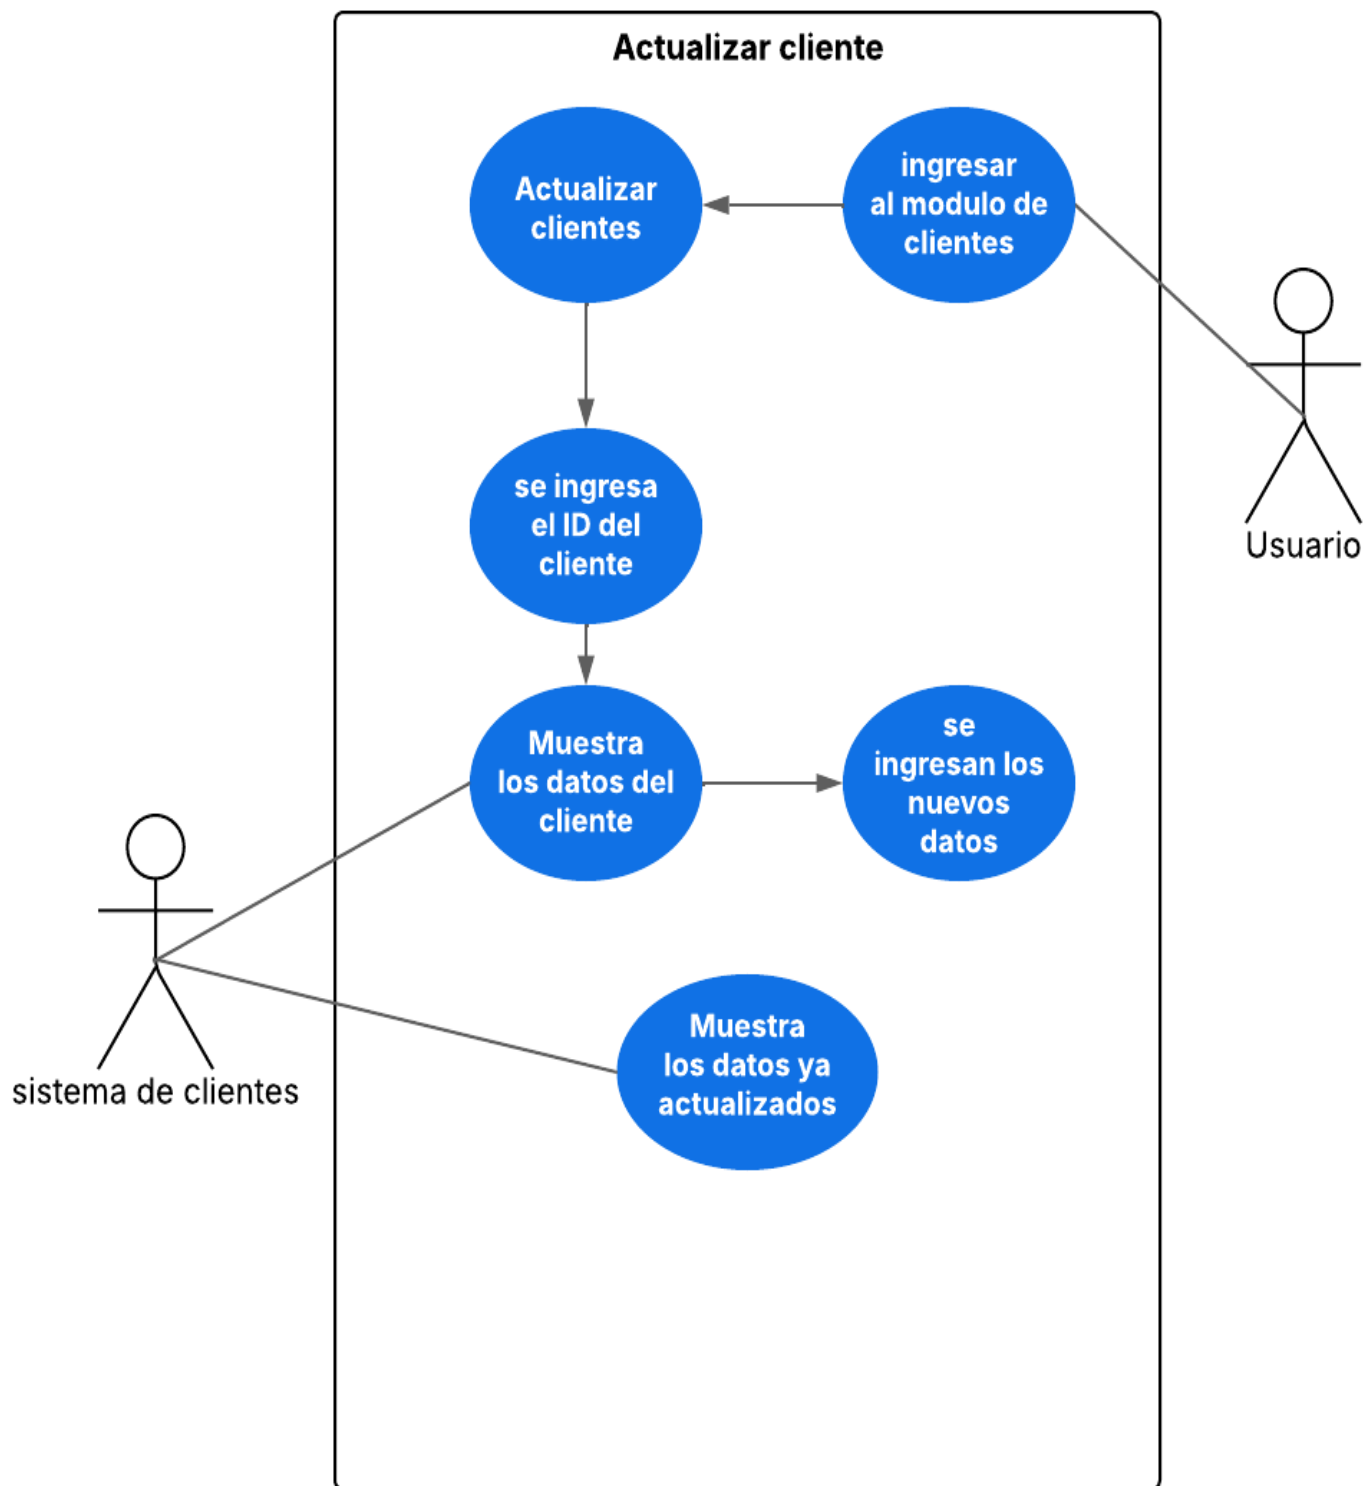 Actualizar cliente
Actualizar
clientes
ingresar
al modulo de
clientes
Usuario
se ingresa
el ID del
cliente
Muestra
los datos del
cliente
se
ingresan los
nuevos
datos
sistema de clientes
Muestra
los datos ya
actualizados